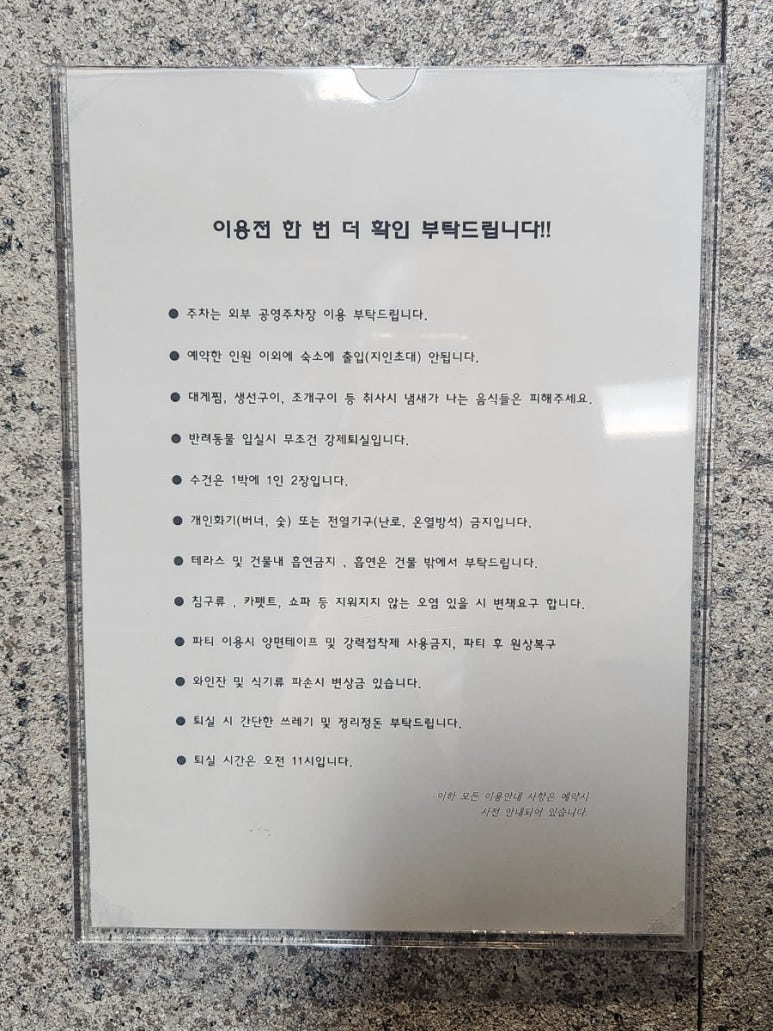 이용전 한 번 더 확인 부탁드립니다!!
● 주차는 외부 공영주차장 이용 부탁드립니다.
● 예약한 인원 이외에 숙소에 출입(지인초대) 안됩니다.
● 대게찜, 생선구이, 조개구이 등 취사시 냄새가 나는 음식들은 피해주세요.
● 반려동물 입실시 무조건 강제퇴실입니다.
● 수건은 1박에 1인 2장입니다.
● 개인화기(버너, 숯) 또는 전열기구(난로, 온열방석) 금지입니다.
● 테라스 및 건물내 흡연금지 , 흡연은 건물 밖에서 부탁드립니다.
● 침구류 , 카펫트, 쇼파 등 지워지지 않는 오염 있을 시 변책요구 합니다.
● 파티 이용시 양면테이프 및 강력접착제 사용금지, 파티 후 원상복구
● 와인잔 및 식기류 파손시 변상금 있습니다.
● 퇴실 시 간단한 쓰레기 및 정리정돈 부탁드립니다.
● 퇴실 시간은 오전 11시입니다.
이하 모든 이용안내 사항은 예약시
사전 안내되어 있습니다.